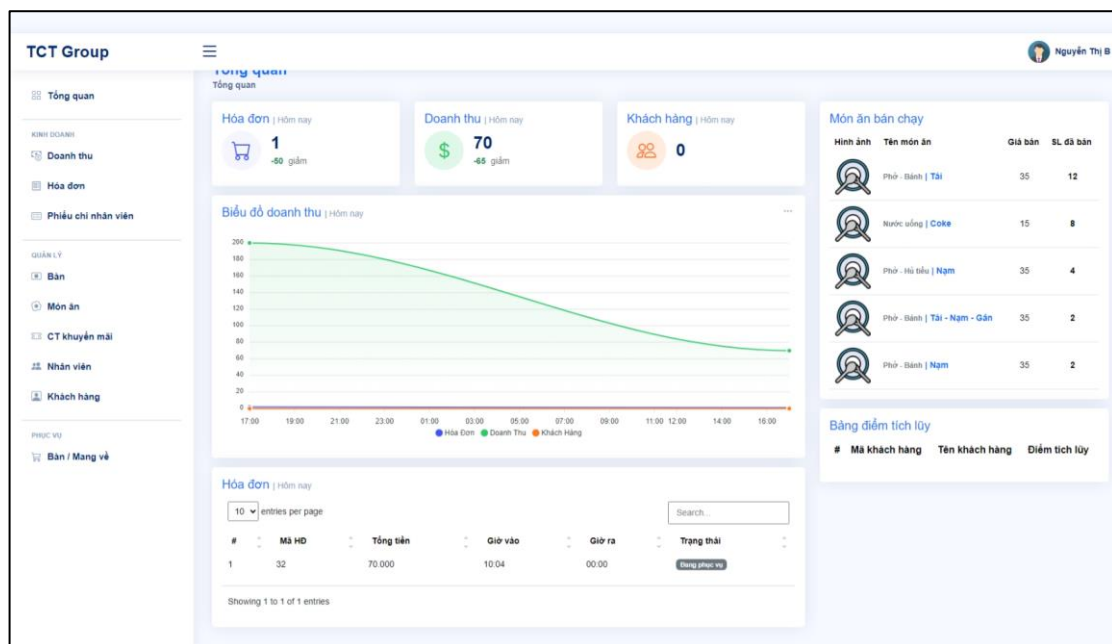 TCT Group
Nguyễn Thị B
Tổng quan
KINH DOANH
Doanh thu
Hóa đơn
Phiếu chi nhân viên
QUẢN LÝ
Bàn
Món ăn
CT khuyến mãi
Nhân viên
Khách hàng
PHỤC VỤ
Bàn / Mang về
Tổng quan
Tổng quan
Hóa đơn | Hôm nay
1
-50 giảm
Doanh thu | Hôm nay
70
-65 giảm
Khách hàng | Hôm nay
0
Biểu đồ doanh thu | Hôm nay
200
180
160
140
120
100
80
60
40
20
0
17:00 19:00 21:00 23:00 01:00 03:00 05:00 07:00 09:00 11:00 12:00 14:00 16:00
Hóa Đơn Doanh Thu Khách Hàng
Hóa đơn | Hôm nay
10 entries per page
Search...
# Mã HD Tổng tiền Giờ vào Giờ ra Trạng thái
1 32 70.000 10:04 00:00 Đang phục vụ
Showing 1 to 1 of 1 entries
Món ăn bán chạy
Hình ảnh Tên món ăn Giá bán SL đã bán
Phở - Bánh | Tái 35 12
Nước uống | Coke 15 8
Phở - Hủ tiếu | Nạm 35 4
Phở - Bánh | Tái - Nạm - Gân 35 2
Phở - Bánh | Nạm 35 2
Bảng điểm tích lũy
# Mã khách hàng Tên khách hàng Điểm tích lũy